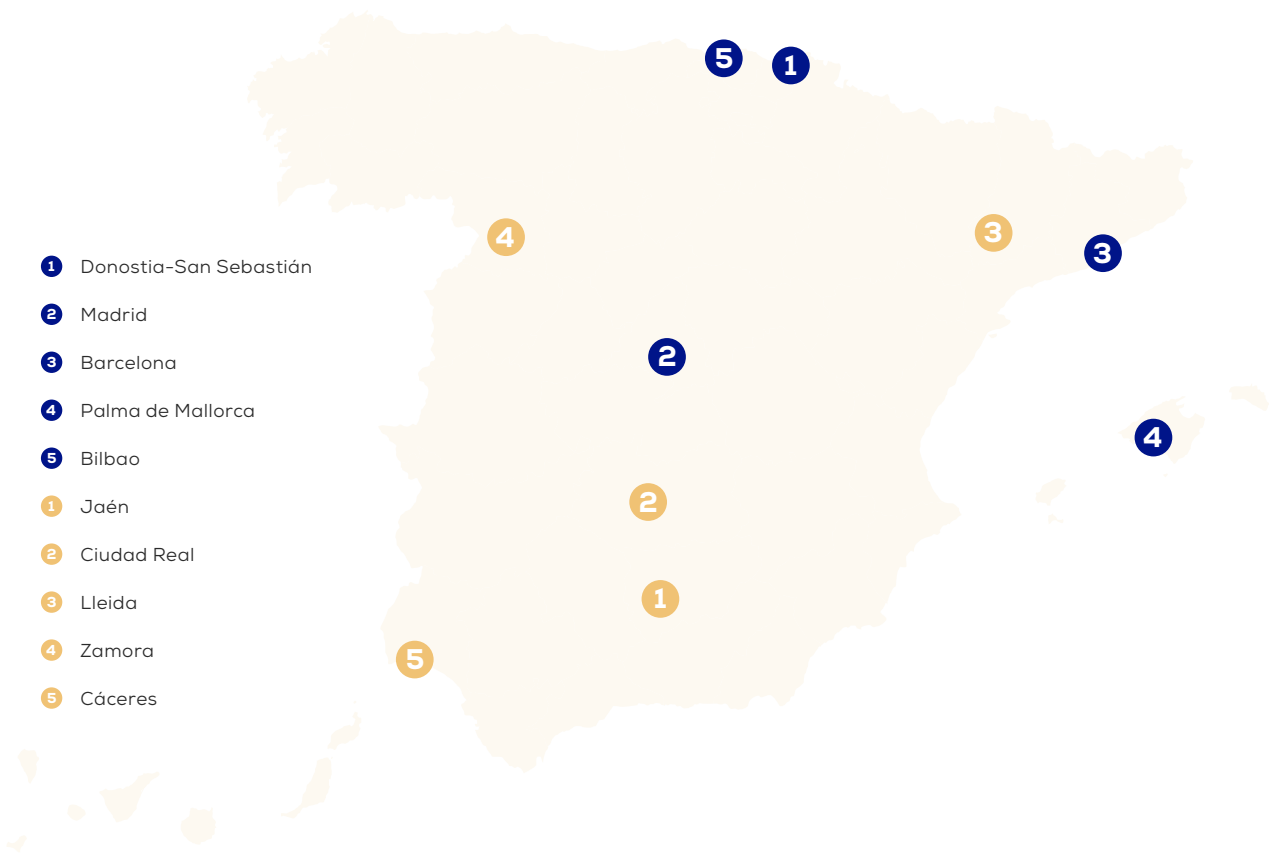 5
1
4
3
3
2
4
2
1
5
1 Donostia-San Sebastián
2 Madrid
3 Barcelona
4 Palma de Mallorca
5 Bilbao
1 Jaén
2 Ciudad Real
3 Lleida
4 Zamora
5 Cáceres